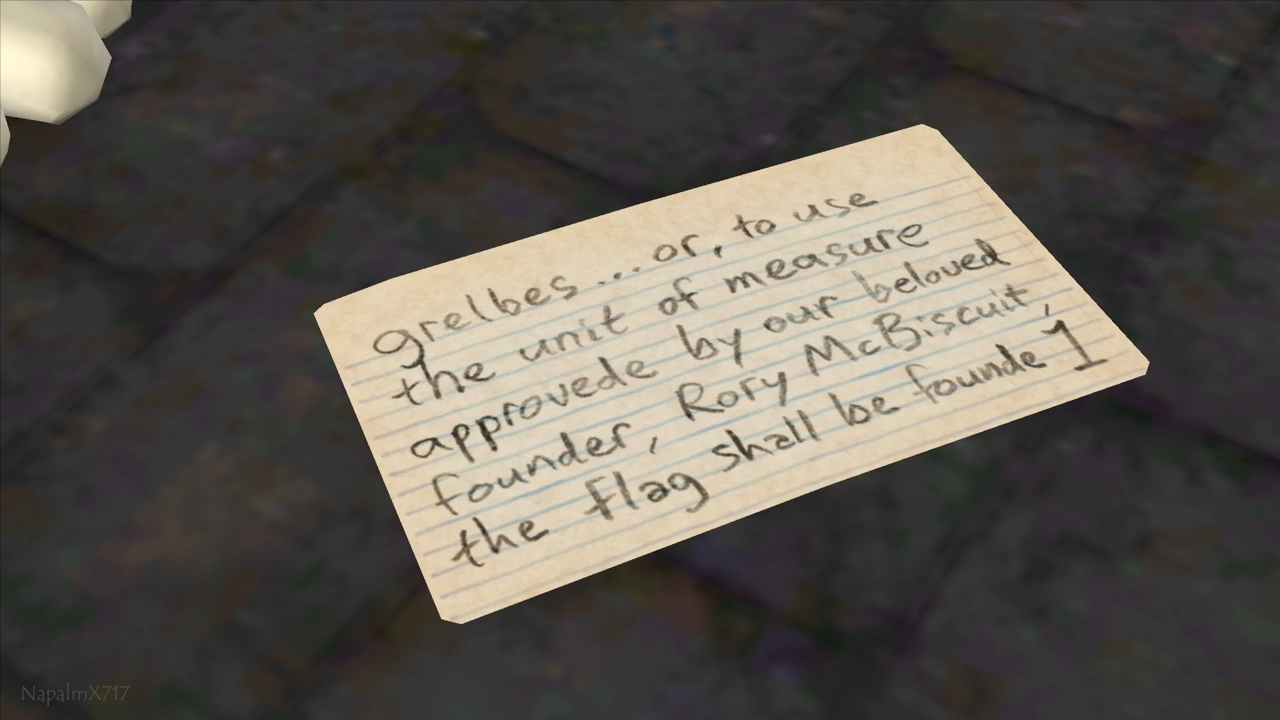 grelbes... or, to use
the unit of measure
approvede by our beloved
founder, Rory McBiscuit,
the flag shall be founde 1
NapalmX717